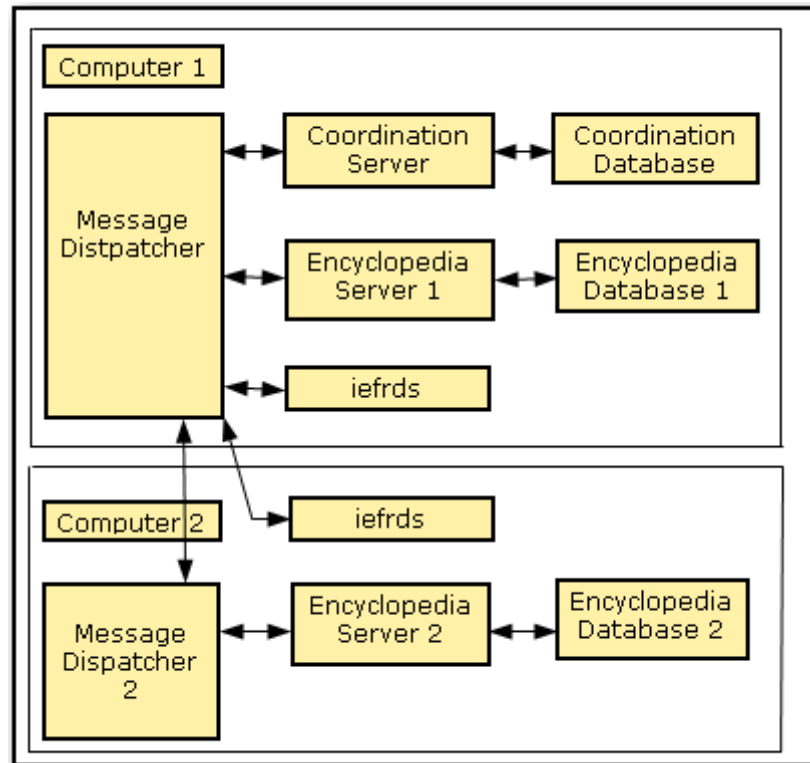 Computer 1
Message
Distpatcher
Coordination
Server
Coordination
Database
Encyclopedia
Server 1
Encyclopedia
Database 1
iefrds
Computer 2
iefrds
Message
Dispatcher
2
Encyclopedia
Server 2
Encyclopedia
Database 2